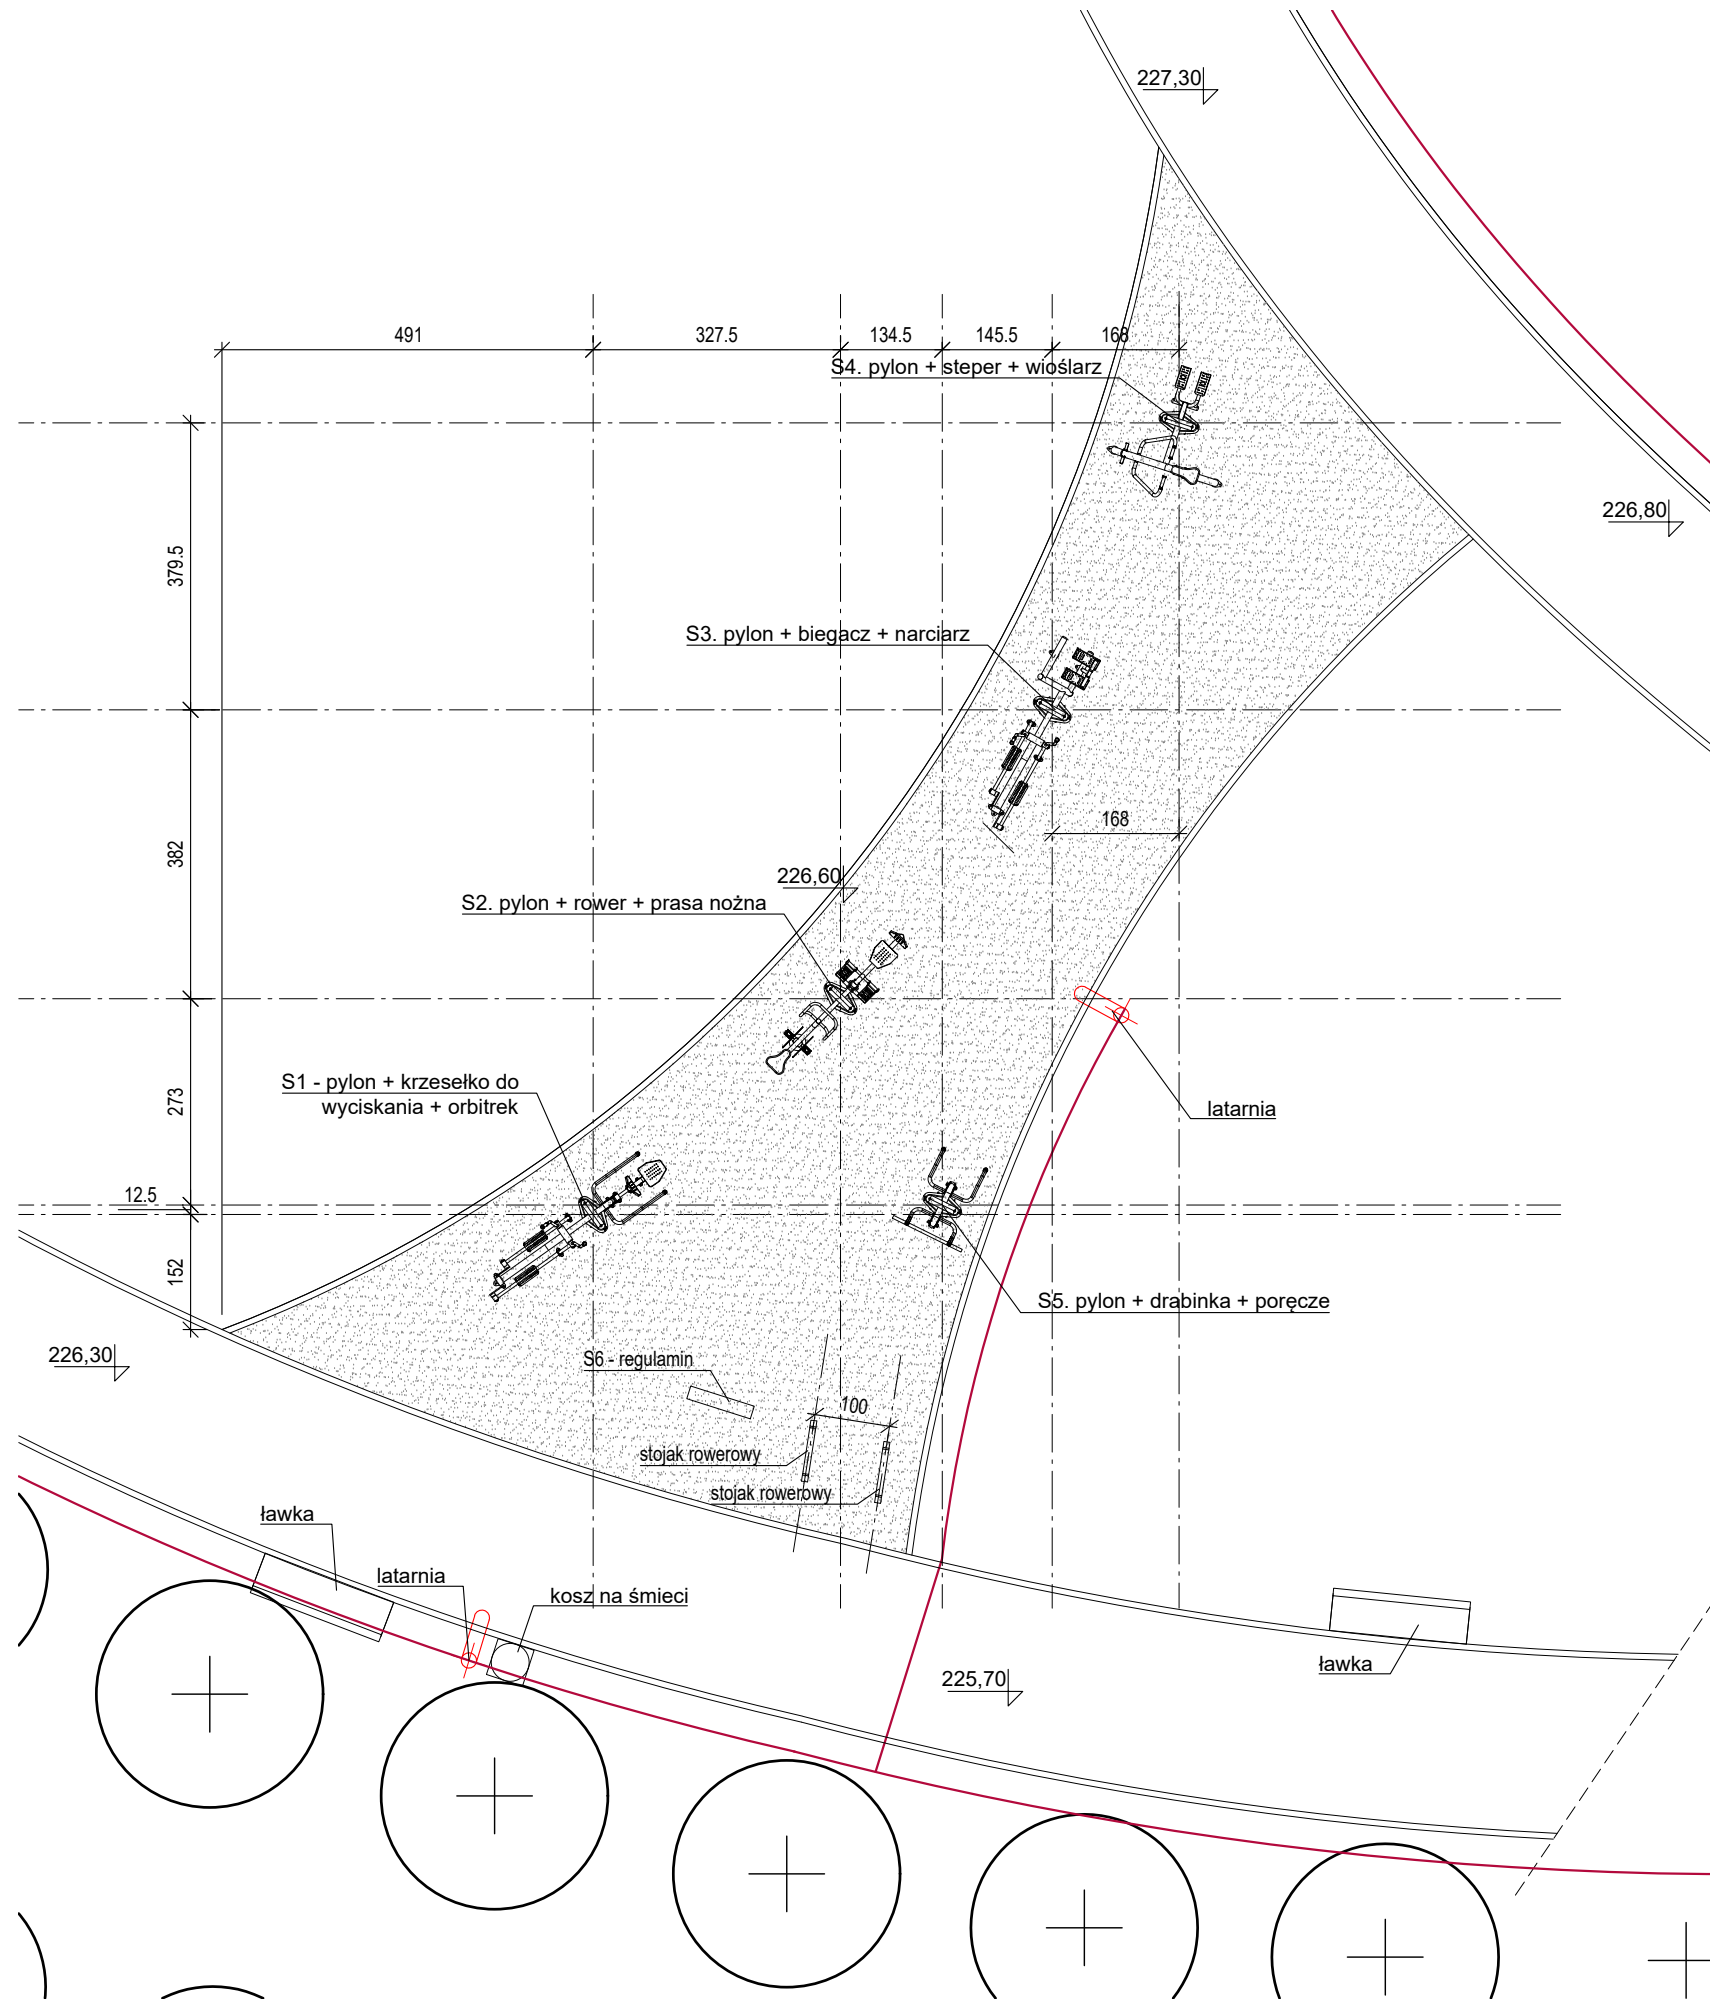 227,30
491
327.5
134.5
145.5
168
S4. pylon + steper + wioślarz
226,80
379.5
S3. pylon + biegacz + narciarz
168
382
226,60
S2. pylon + rower + prasa nożna
S1 - pylon + krzesełko do
wyciskania + orbitrek
273
latarnia
12.5
152
S5. pylon + drabinka + poręcze
226,30
S6 - regulamin
100
stojak rowerowy
stojak rowerowy
ławka
latarnia
kosz na śmieci
ławka
225,70